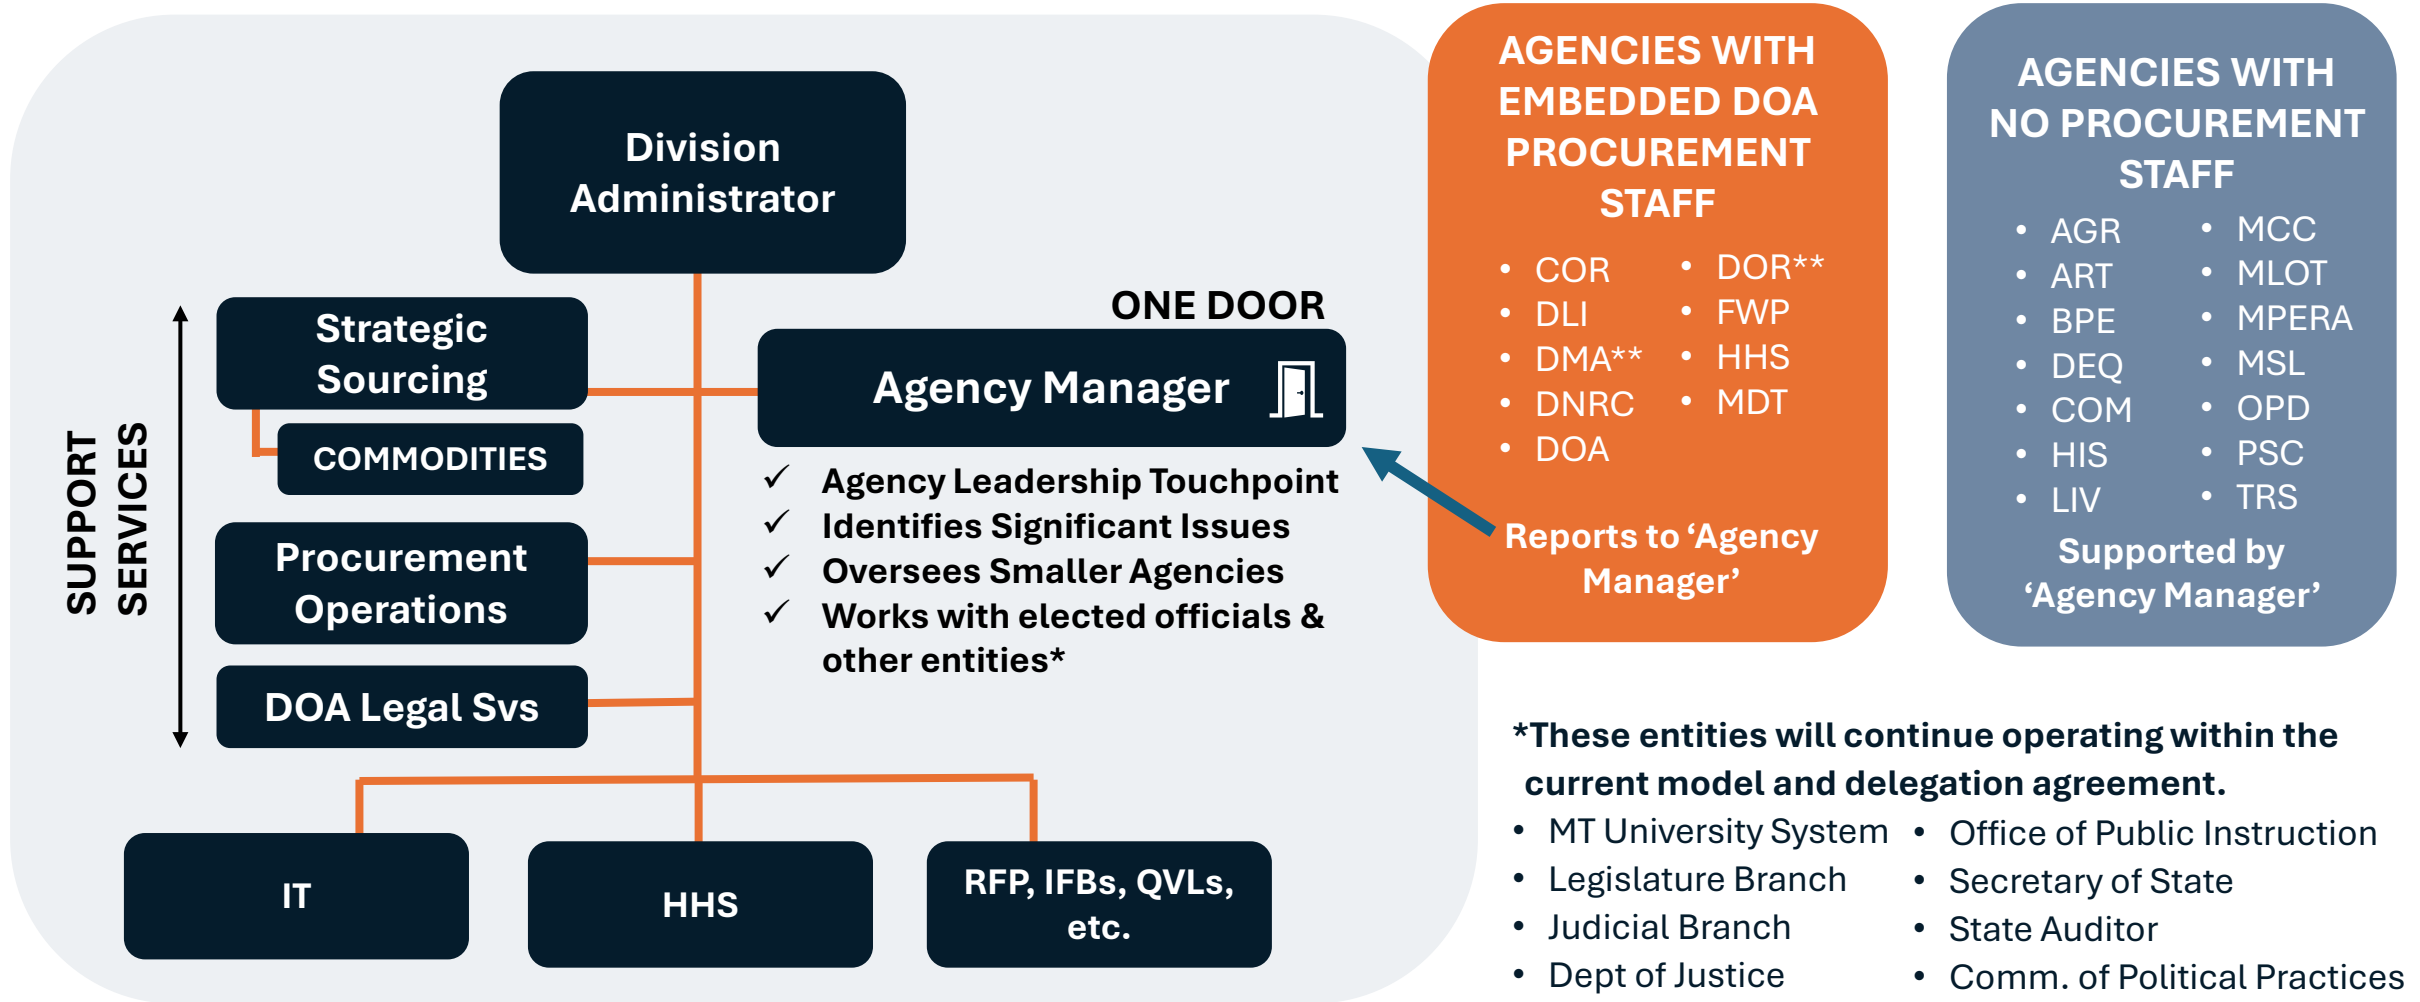 Division
Administrator
SUPPORT
SERVICES
Strategic
Sourcing
COMMODITIES
Procurement
Operations
DOA Legal Svs
ONE DOOR
Agency Manager
✓ Agency Leadership Touchpoint
✓ Identifies Significant Issues
✓ Oversees Smaller Agencies
✓ Works with elected officials &
other entities*
IT
HHS
RFP, IFBs, QVLs,
etc.
AGENCIES WITH
EMBEDDED DOA
PROCUREMENT
STAFF
• COR
• DLI
• DMA**
• DNRC
• DOA
• DOR**
• FWP
• HHS
• MDT
Reports to ‘Agency
Manager’
AGENCIES WITH
NO PROCUREMENT
STAFF
• AGR
• ART
• BPE
• DEQ
• COM
• HIS
• LIV
• MCC
• MLOT
• MPERA
• MSL
• OPD
• PSC
• TRS
Supported by
‘Agency Manager’
*These entities will continue operating within the
current model and delegation agreement.
• MT University System
• Legislature Branch
• Judicial Branch
• Dept of Justice
• Office of Public Instruction
• Secretary of State
• State Auditor
• Comm. of Political Practices